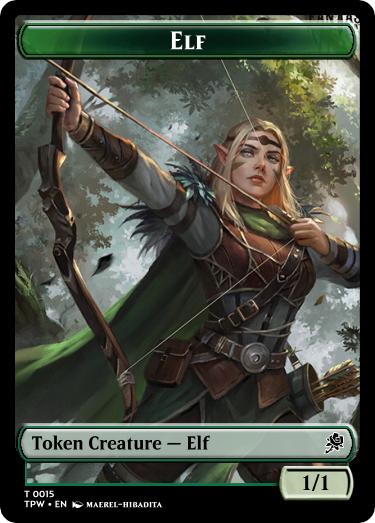 Elf
Token Creature — Elf
1/1
T 0015
TPW • EN MAEREL-HIBADITA